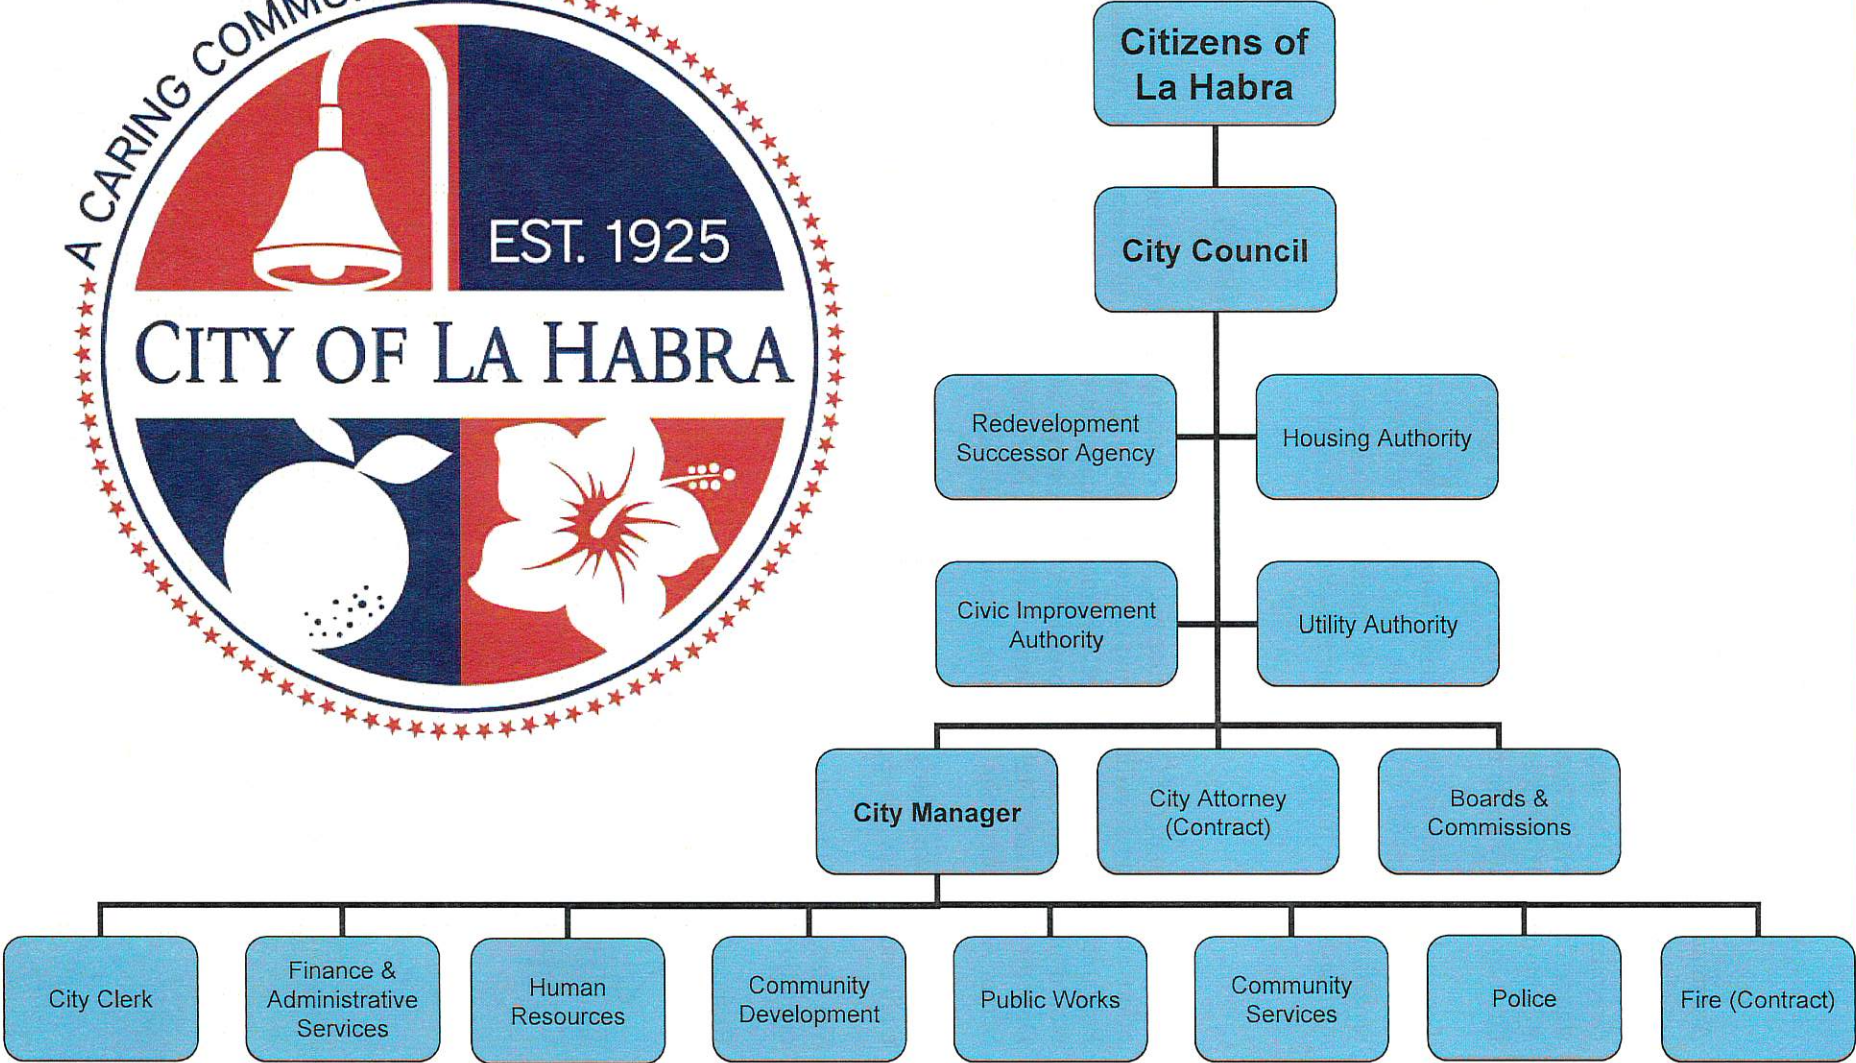 A CARING
EST. 1925
CITY OF LA HABRA
Citizens of
La Habra
City Council
Redevelopment
Successor Agency
Housing Authority
Civic Improvement
Authority
Utility Authority
City Manager
City Attorney
(Contract)
Boards &
Commissions
City Clerk
Finance &
Administrative
Services
Human
Resources
Community
Development
Public Works
Community
Services
Police
Fire (Contract)